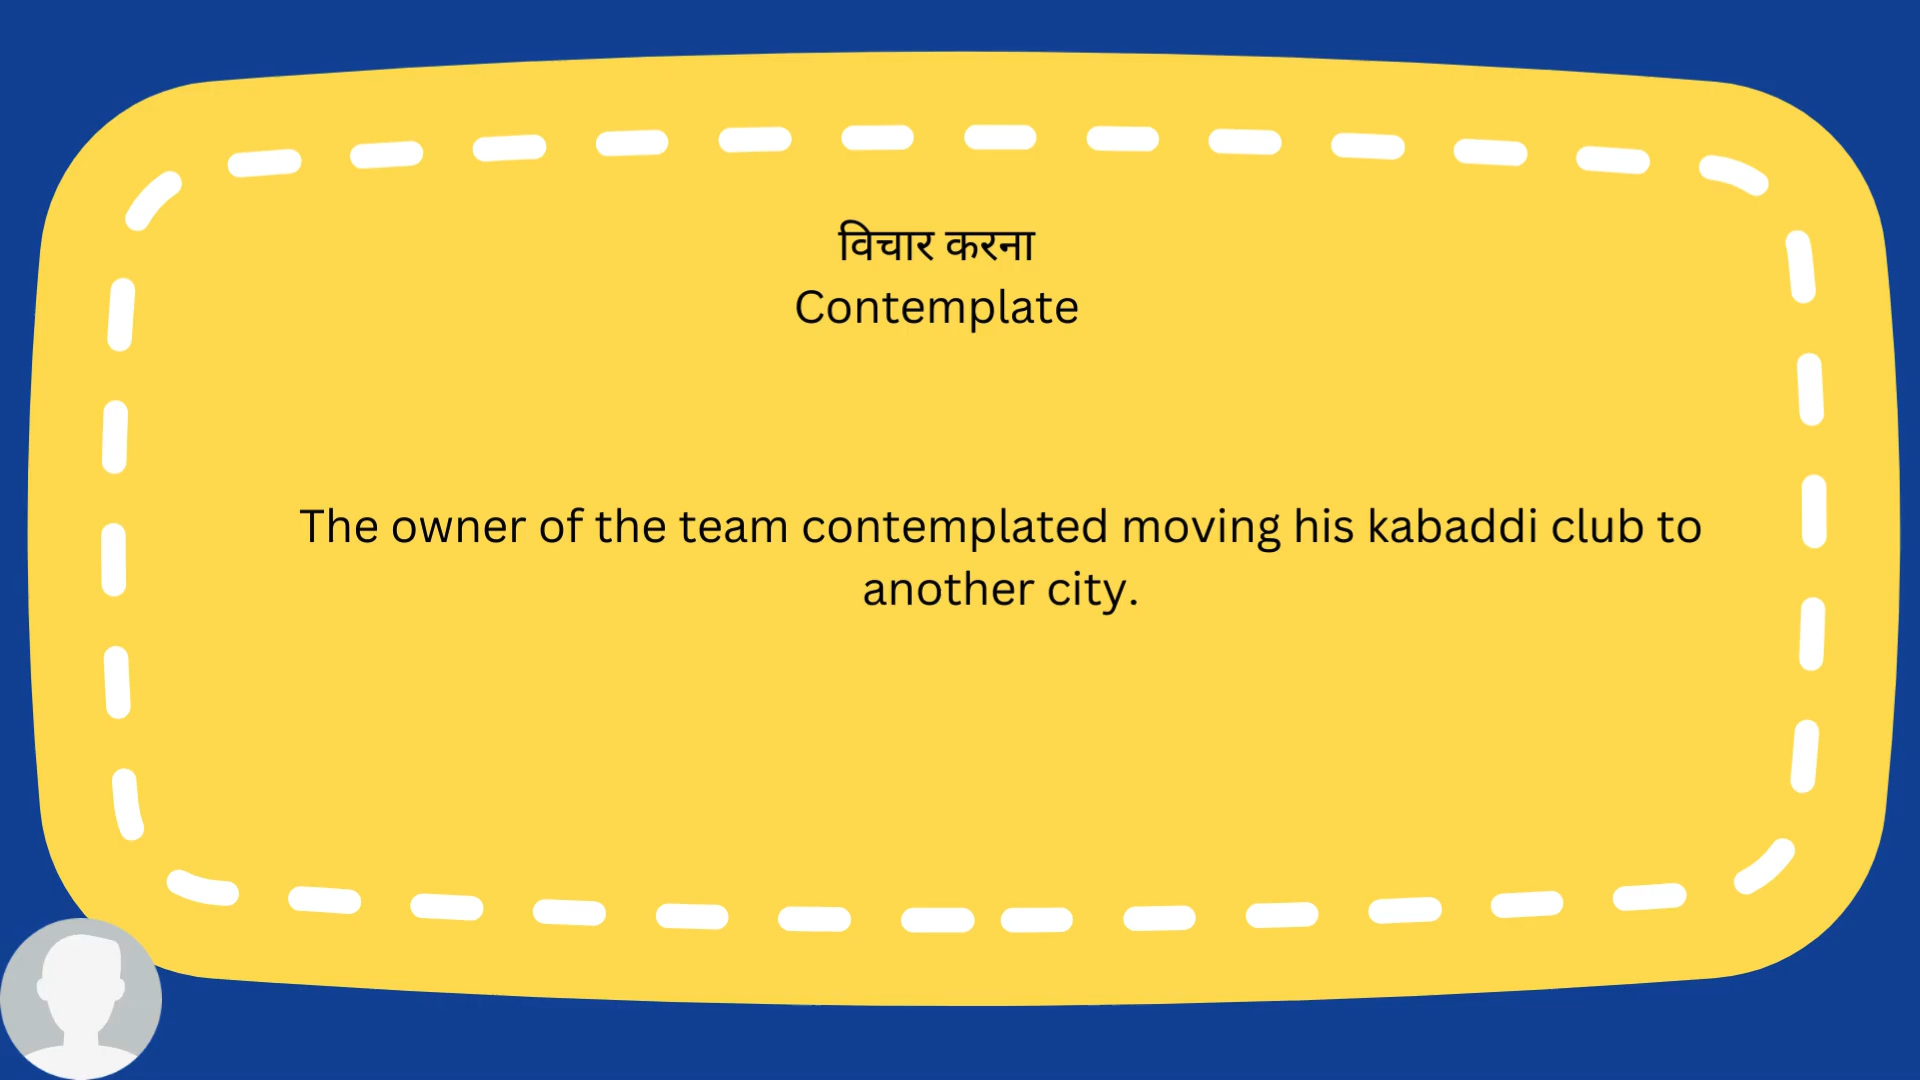 विचार करना
Contemplate
The owner of the team contemplated moving his kabaddi club to
another city.